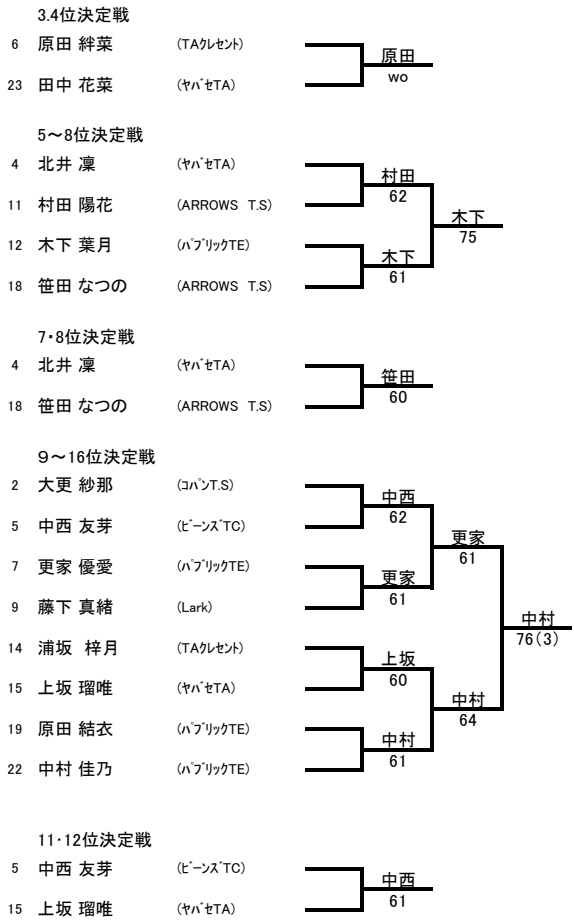 3.4位決定戦
6 原田 絆菜 (TAｸﾚｾﾝﾄ)
原田
wo
23 田中 花菜 (ﾔﾊﾞｾTA)
5～8位決定戦
4 北井 凜 (ﾔﾊﾞｾTA)
村田
62
11 村田 陽花 (ARROWS T.S)
木下
75
12 木下 葉月 (ﾊﾟﾌﾞﾘｯｸTE)
木下
61
18 笹田 なつの (ARROWS T.S)
7・8位決定戦
4 北井 凜 (ﾔﾊﾞｾTA)
笹田
60
18 笹田 なつの (ARROWS T.S)
9～16位決定戦
2 大更 紗那 (ｺﾊﾟﾝT.S)
中西
62
5 中西 友芽 (ﾋﾞｰﾝｽﾞTC)
更家
61
7 更家 優愛 (ﾊﾟﾌﾞﾘｯｸTE)
更家
61
9 藤下 真緒 (Lark)
中村
76(3)
14 浦坂 梓月 (TAｸﾚｾﾝﾄ)
上坂
60
15 上坂 瑠唯 (ﾔﾊﾞｾTA)
中村
64
19 原田 結衣 (ﾊﾟﾌﾞﾘｯｸTE)
中村
61
22 中村 佳乃 (ﾊﾟﾌﾞﾘｯｸTE)
11・12位決定戦
5 中西 友芽 (ﾋﾞｰﾝｽﾞTC)
中西
61
15 上坂 瑠唯 (ﾔﾊﾞｾTA)